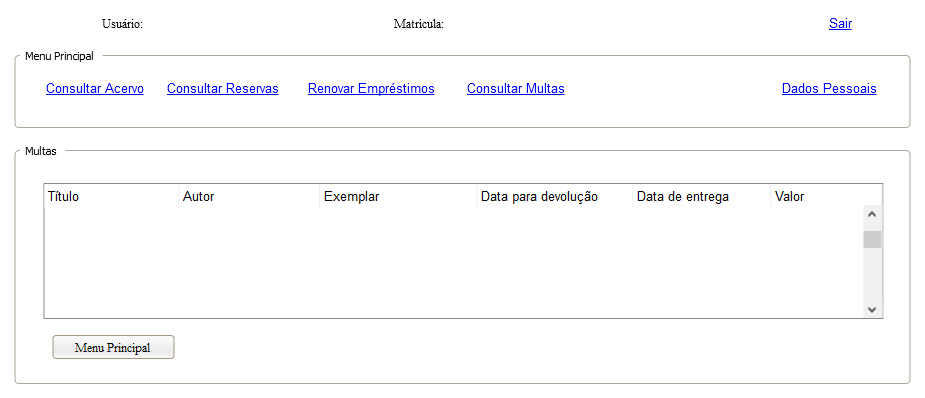 Usuário: Matricula: Sair
Menu Principal
Consultar Acervo Consultar Reservas Renovar Empréstimos Consultar Multas Dados Pessoais
Multas
Título Autor Exemplar Data para devolução Data de entrega Valor
Menu Principal